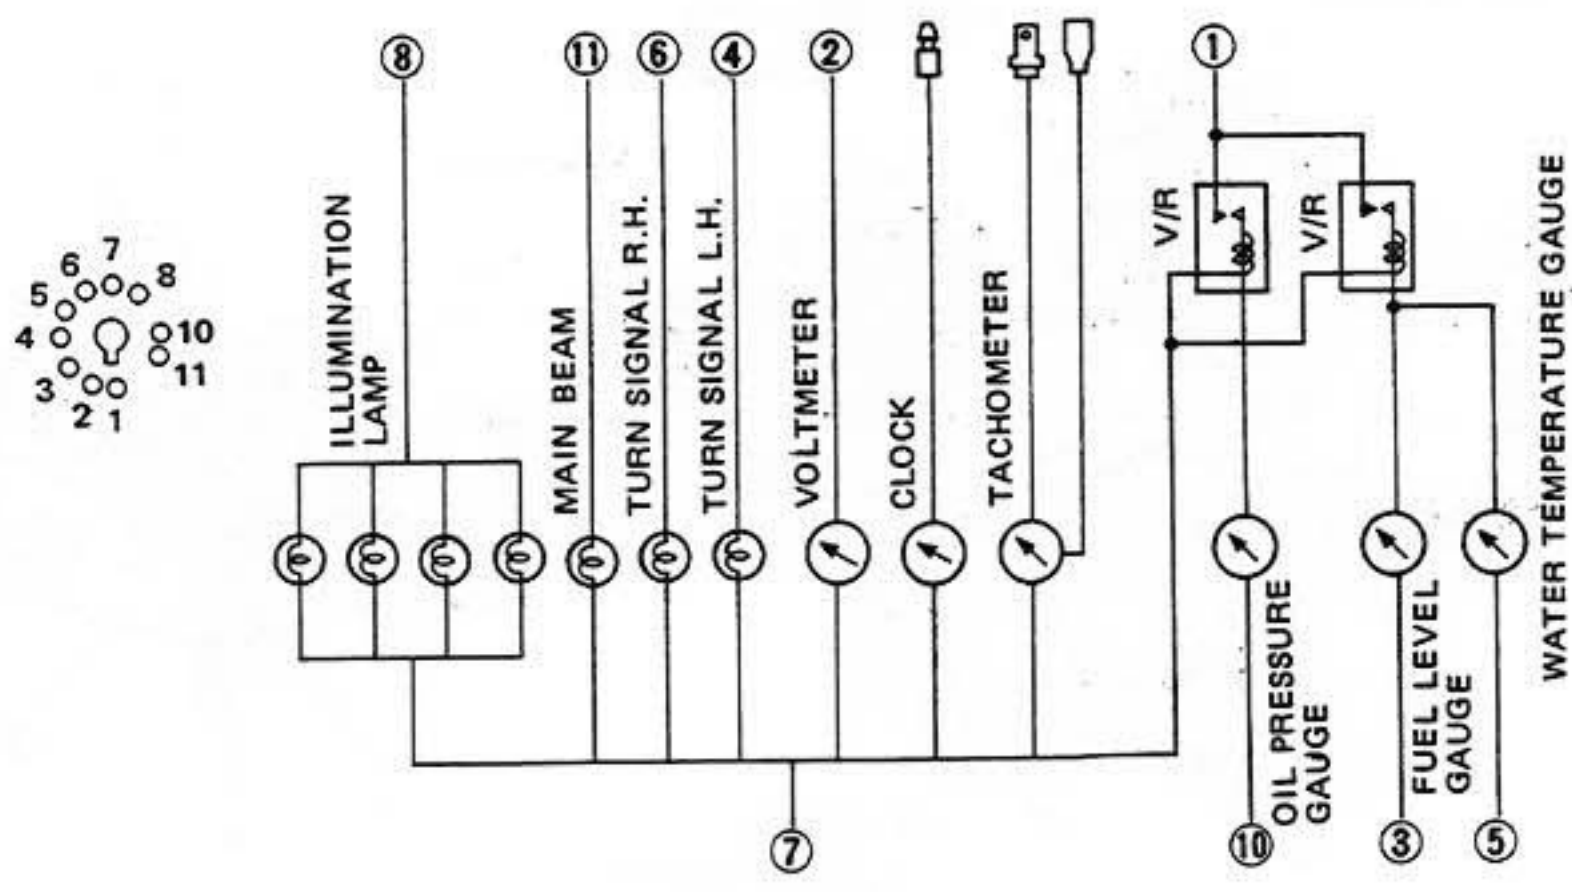 8
11
6
4
2
1
7
6
8
5
4
10
3
11
2
1
ILLUMINATION
LAMP
MAIN BEAM
TURN SIGNAL R.H.
TURN SIGNAL L.H.
VOLTMETER
CLOCK
TACHOMETER
V/R
V/R
WATER TEMPERATURE GAUGE
OIL PRESSURE
GAUGE
FUEL LEVEL
GAUGE
7
10
3
5